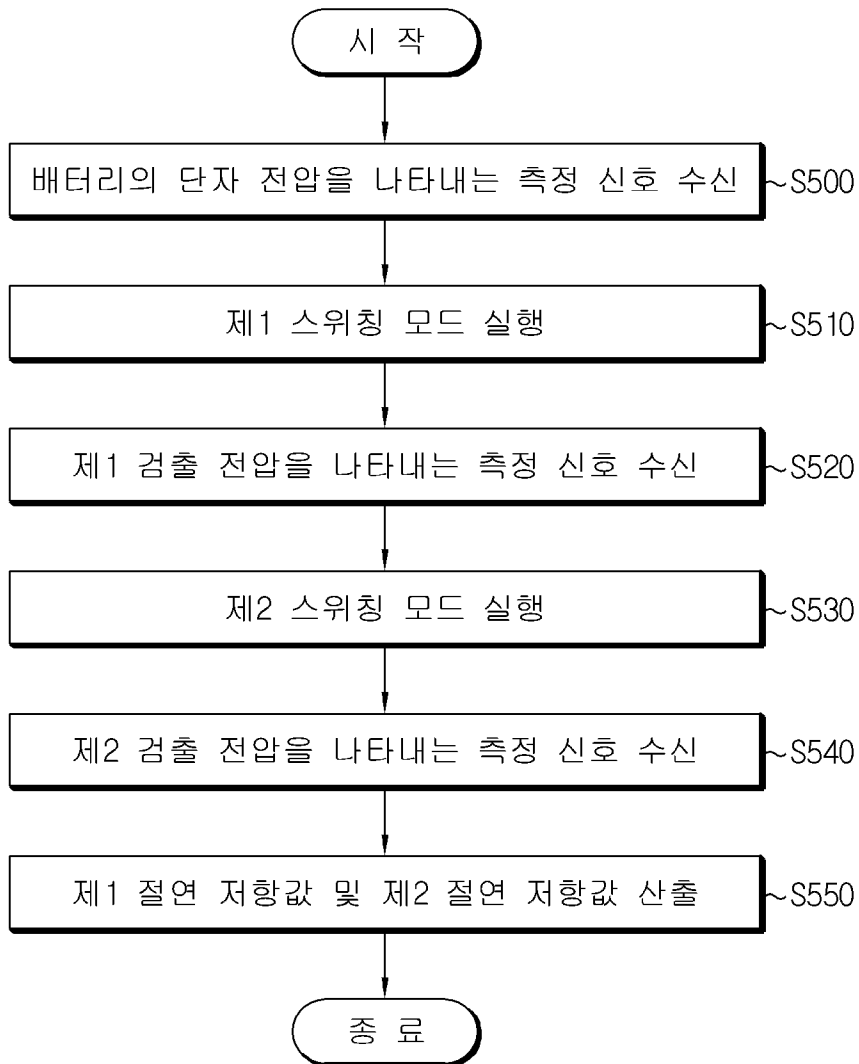 시 작
배터리의 단자 전압을 나타내는 측정 신호 수신 ~S500
제1 스위칭 모드 실행 ~S510
제1 검출 전압을 나타내는 측정 신호 수신 ~S520
제2 스위칭 모드 실행 ~S530
제2 검출 전압을 나타내는 측정 신호 수신 ~S540
제1 절연 저항값 및 제2 절연 저항값 산출 ~S550
종 료